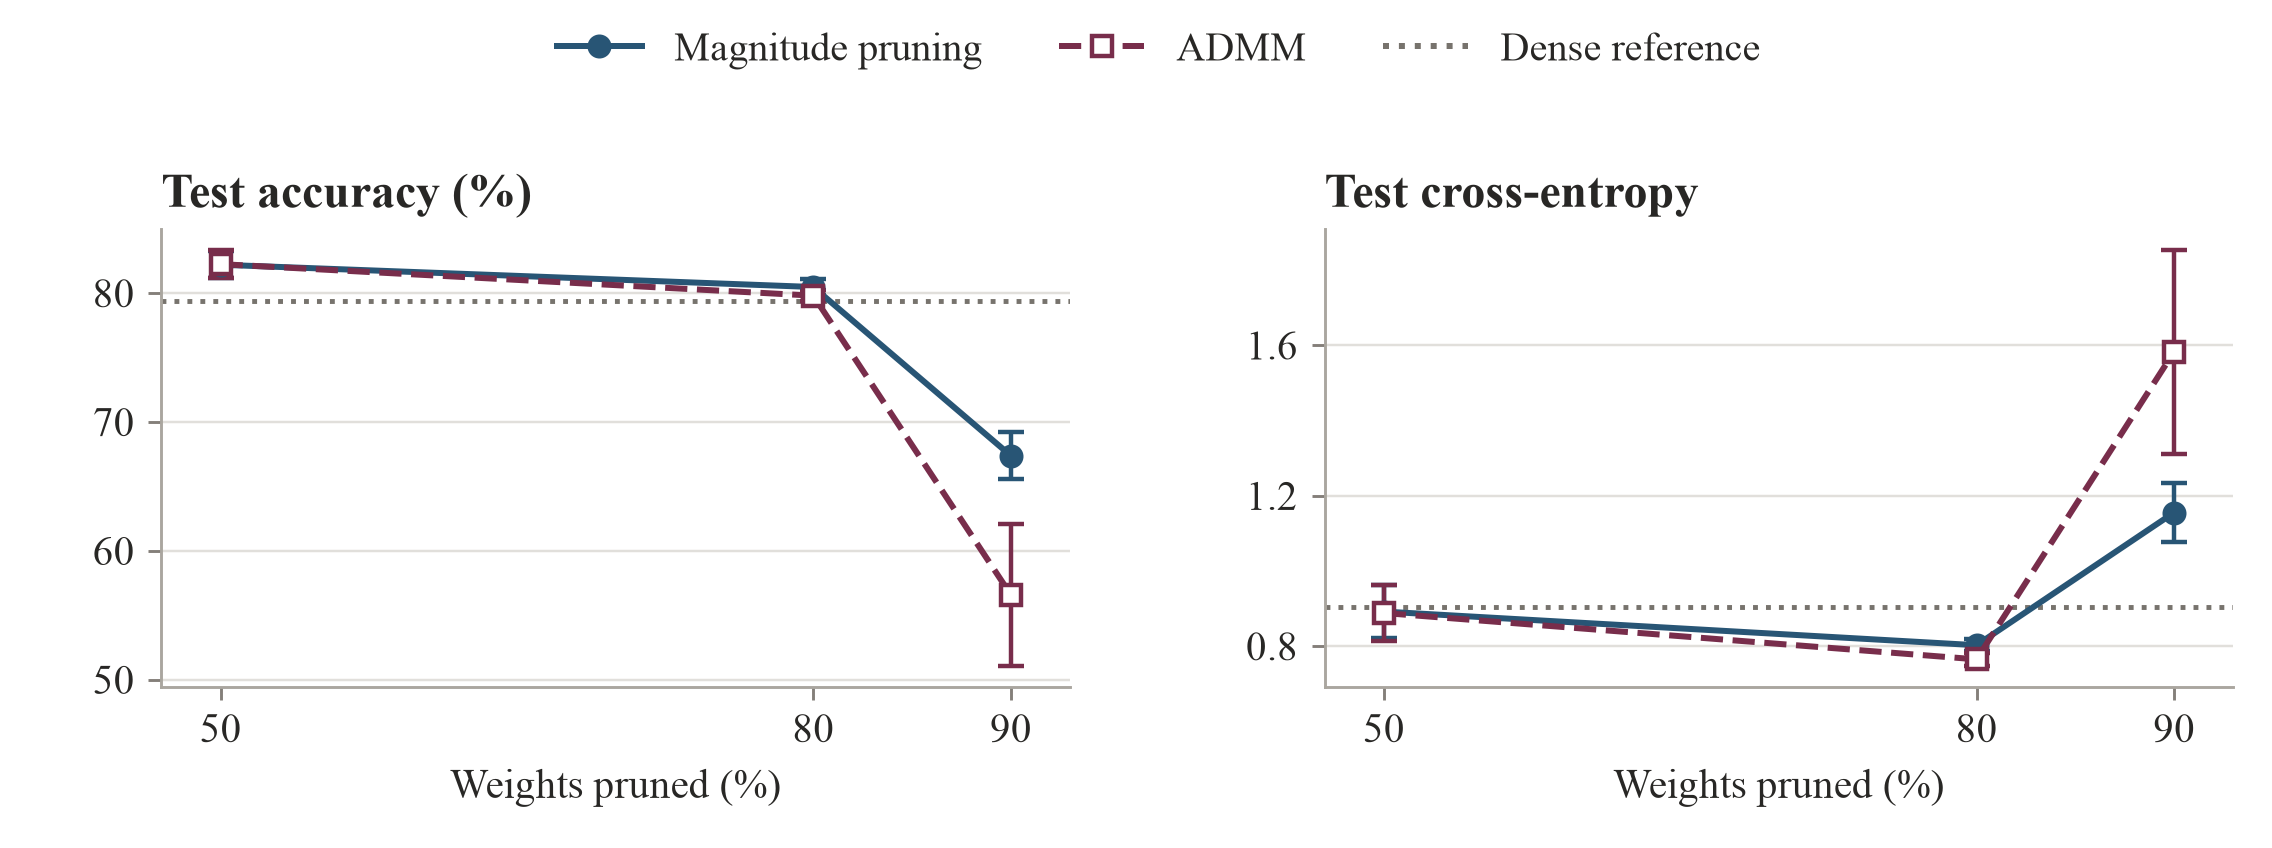 Magnitude pruning ADMM Dense reference
Test accuracy (%)
80
70
60
50
50 80 90
Weights pruned (%)
Test cross-entropy
1.6
1.2
0.8
50 80 90
Weights pruned (%)